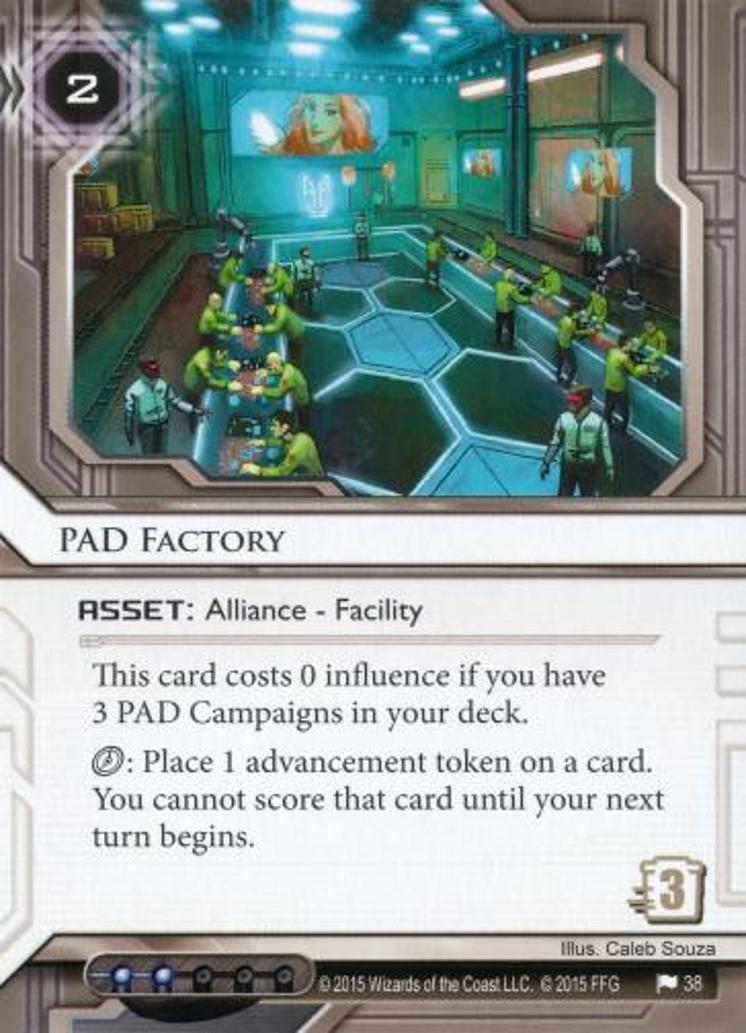 2
PAD Factory
ASSET: Alliance - Facility
This card costs 0 influence if you have
3 PAD Campaigns in your deck.
: Place 1 advancement token on a card.
You cannot score that card until your next
turn begins.
3
Illus. Caleb Souza
© 2015 Wizards of the Coast LLC. © 2015 FFG 38